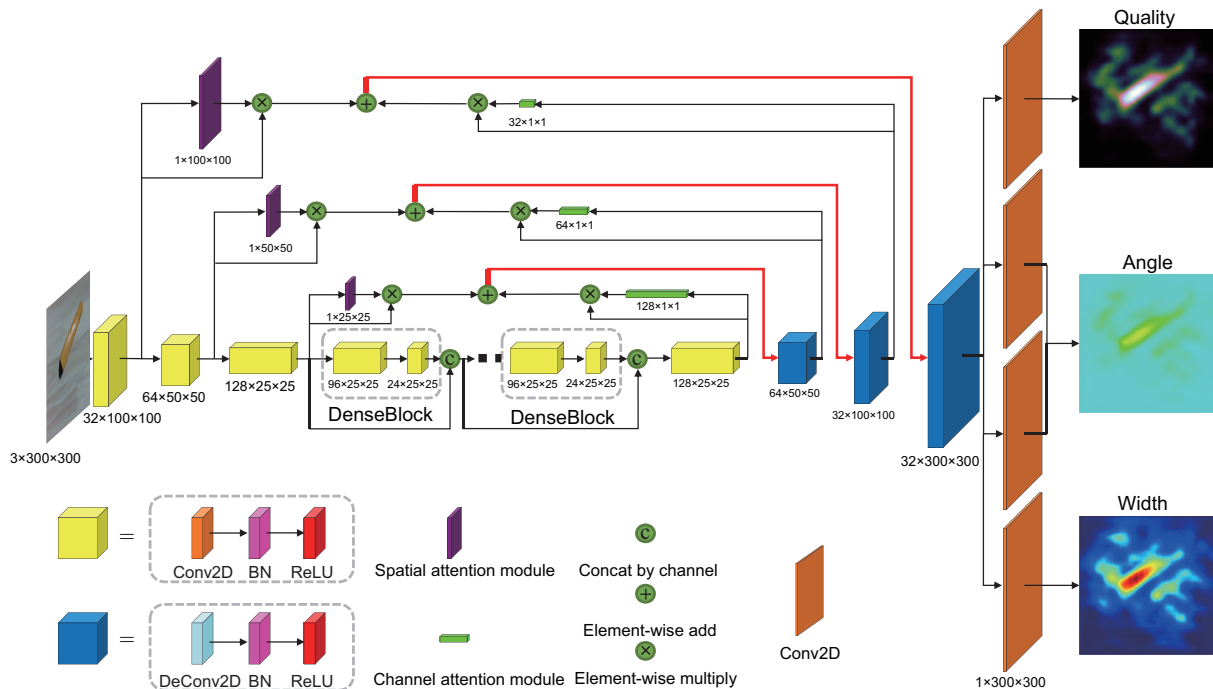 Quality
32×1×1
1×100×100
64×1×1
1×50×50
Angle
128×1×1
1×25×25
C
C
96×25×25
24×25×25
96×25×25
24×25×25
128×25×25
128×25×25
64×50×50
64×50×50
32×100×100
32×100×100
DenseBlock
DenseBlock
3×300×300
32×300×300
Width
=
Conv2D
BN
ReLU
Spatial attention module
C
Concat by channel
=
DeConv2D
BN
ReLU
Channel attention module
Element-wise add
Element-wise multiply
Conv2D
1×300×300